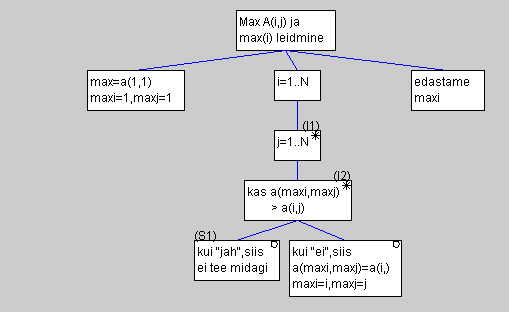 Max A(i,j) ja
max(i) leidmine
max=a(1,1)
maxi=1,maxj=1
i=1..N
edastame
maxi
(I1)
j=1..N
*
(I2)
kas a(maxi,maxj)
> a(i,j)
*
(S1)
kui "jah",siis
ei tee midagi
o
kui "ei",siis
a(maxi,maxj)=a(i,)
maxi=i,maxj=j
o